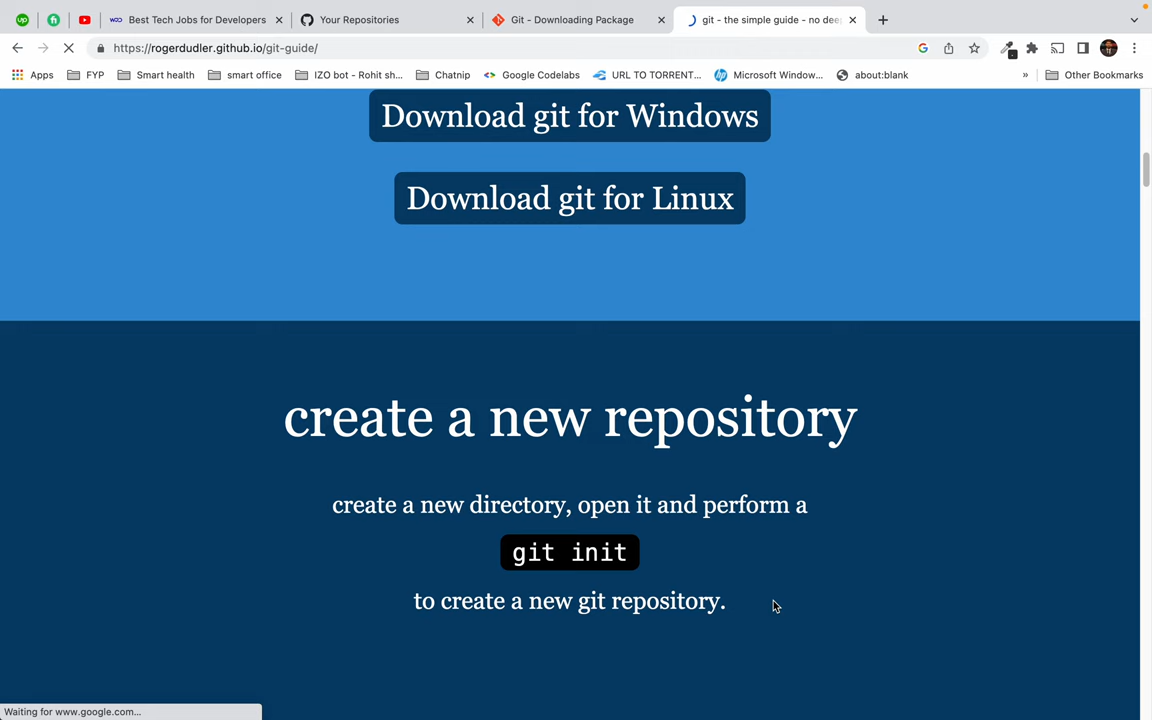 Best Tech Jobs for Developers
Your Repositories
Git - Downloading Package
git - the simple guide - no dee
https://rogerdudler.github.io/git-guide/
Apps
FYP
Smart health
smart office
IZO bot - Rohit sh...
Chatnip
Google Codelabs
URL TO TORRENT...
Microsoft Window...
about:blank
»
Other Bookmarks
Download git for Windows
Download git for Linux
create a new repository
create a new directory, open it and perform a
git init
to create a new git repository.
Waiting for www.google.com...